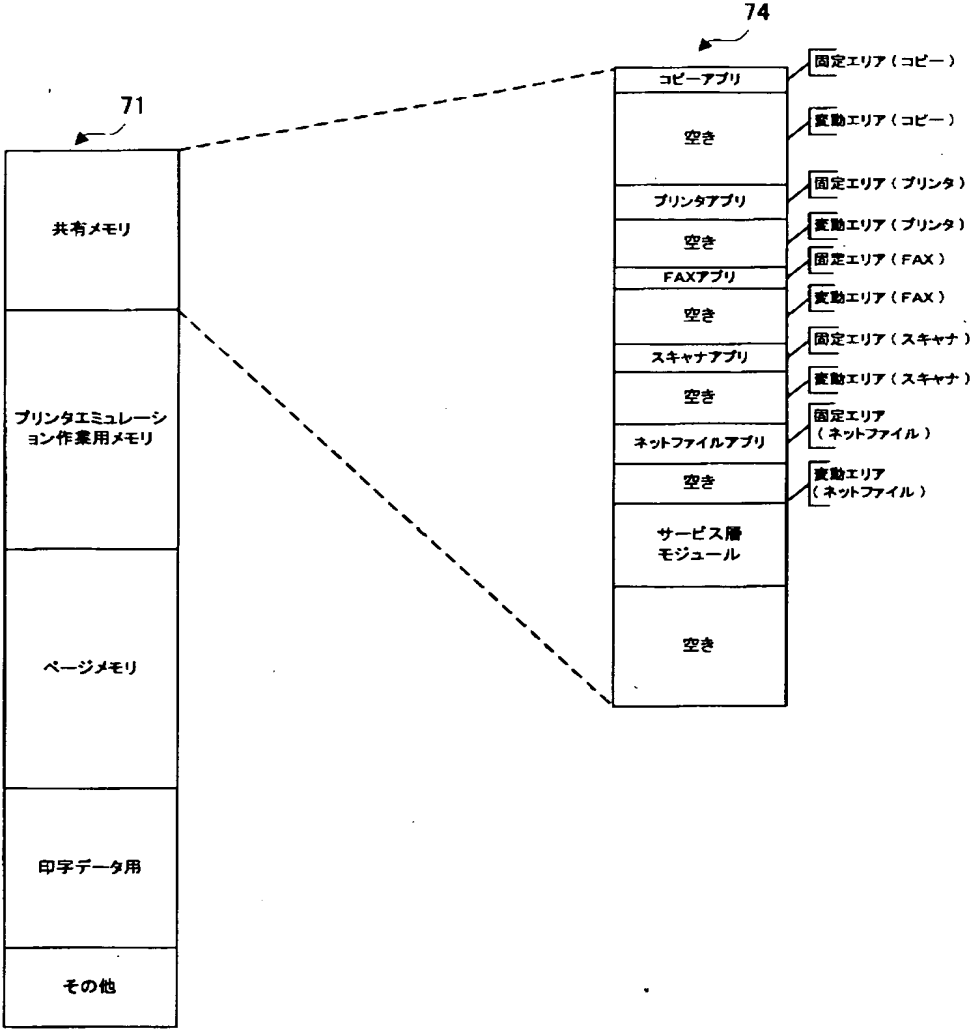 71
共有メモリ
プリンタエミュレーシ
ョン作業用メモリ
ページメモリ
印字データ用
その他
74
コピーアプリ
固定エリア(コピー)
空き
変動エリア(コピー)
プリンタアプリ
固定エリア(プリンタ)
空き
変動エリア(プリンタ)
FAXアプリ
固定エリア(FAX)
空き
変動エリア(FAX)
スキャナアプリ
固定エリア(スキャナ)
空き
変動エリア(スキャナ)
ネットファイルアプリ
固定エリア
(ネットファイル)
空き
変動エリア
(ネットファイル)
サービス層
モジュール
空き